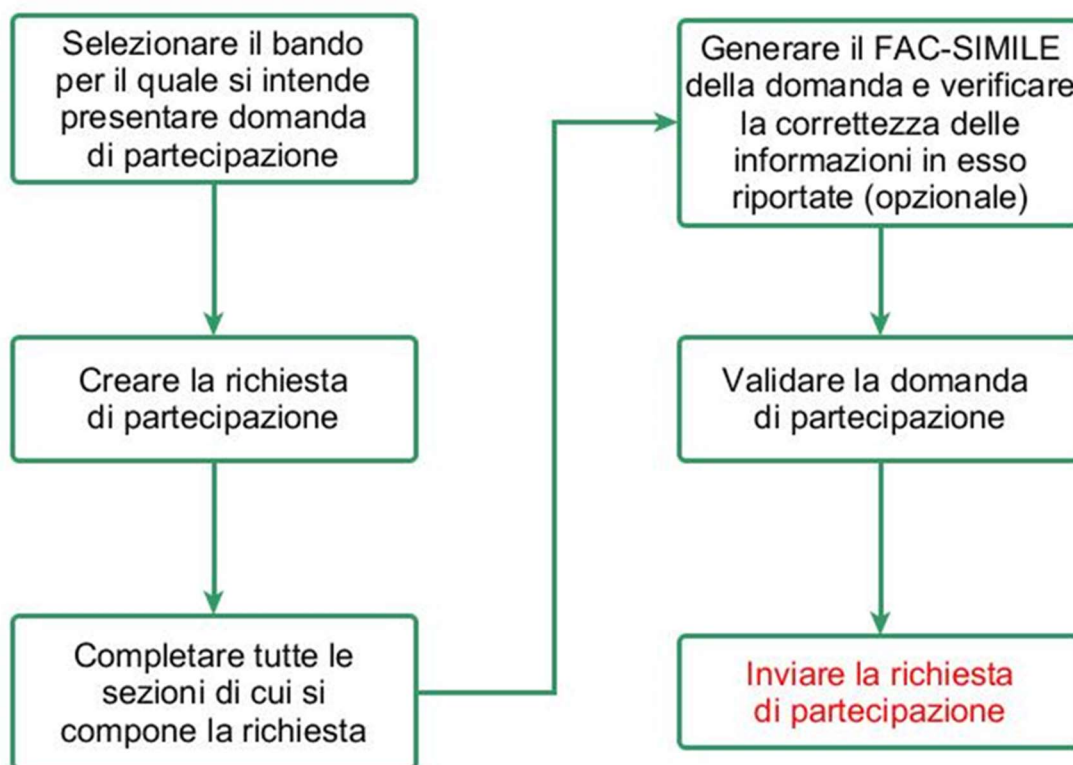 Selezionare il bando
per il quale si intende
presentare domanda
di partecipazione
Creare la richiesta
di partecipazione
Completare tutte le
sezioni di cui si
compone la richiesta
Generare il FAC-SIMILE
della domanda e verificare
la correttezza delle
informazioni in esso
riportate (opzionale)
Validare la domanda
di partecipazione
Inviare la richiesta
di partecipazione